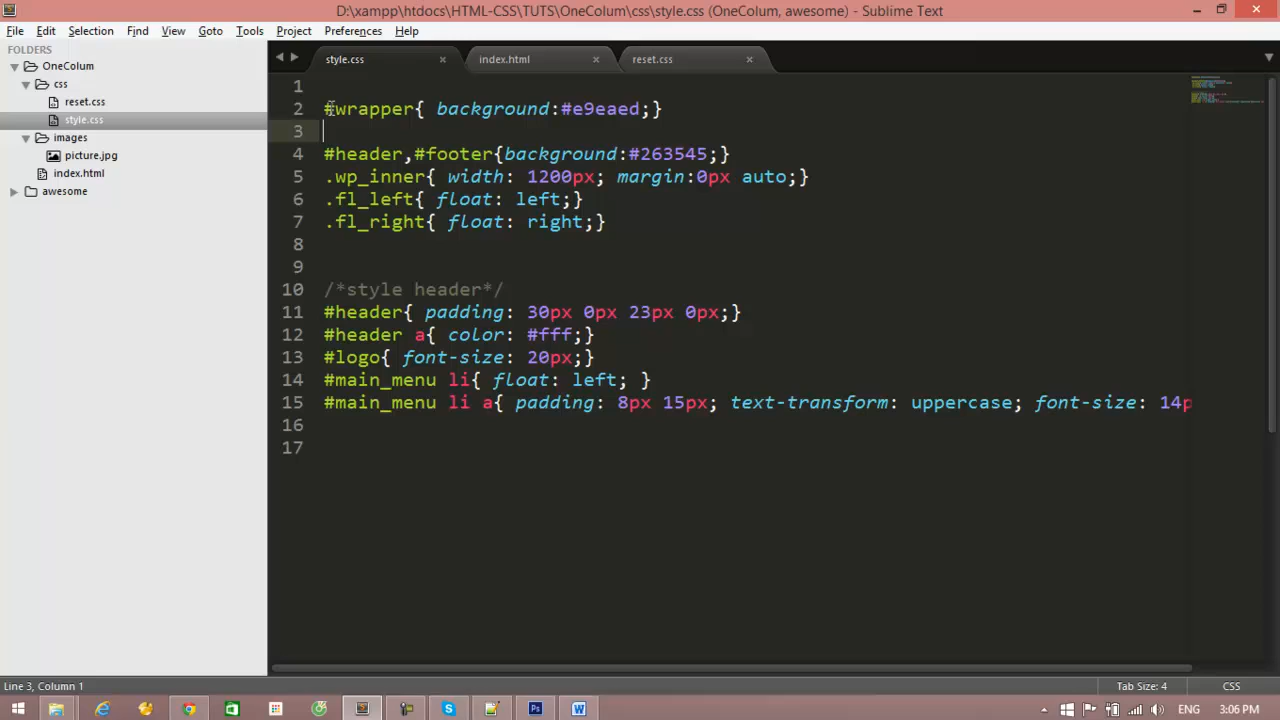 D:\xampp\htdocs\HTML-CSS\TUTS\OneColum\css\style.css (OneColum, awesome) - Sublime Text
File Edit Selection Find View Goto Tools Project Preferences Help
FOLDERS
OneColum
css
reset.css
style.css
images
picture.jpg
index.html
awesome
style.css index.html reset.css
1
2 #wrapper{ background:#e9eaed;}
3
4 #header,#footer{background:#263545;}
5 .wp_inner{ width: 1200px; margin:0px auto;}
6 .fl_left{ float: left;}
7 .fl_right{ float: right;}
8
9
10 /*style header*/
11 #header{ padding: 30px 0px 23px 0px;}
12 #header a{ color: #fff;}
13 #logo{ font-size: 20px;}
14 #main_menu li{ float: left; }
15 #main_menu li a{ padding: 8px 15px; text-transform: uppercase; font-size: 14p
16
17
Line 3, Column 1 Tab Size: 4 CSS
ENG 3:06 PM